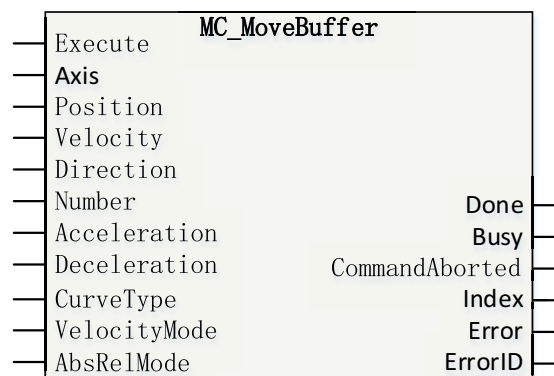 MC_MoveBuffer
Execute
Axis
Position
Velocity
Direction
Number
Acceleration
Deceleration
CurveType
VelocityMode
AbsRelMode
Done
Busy
CommandAborted
Index
Error
ErrorID